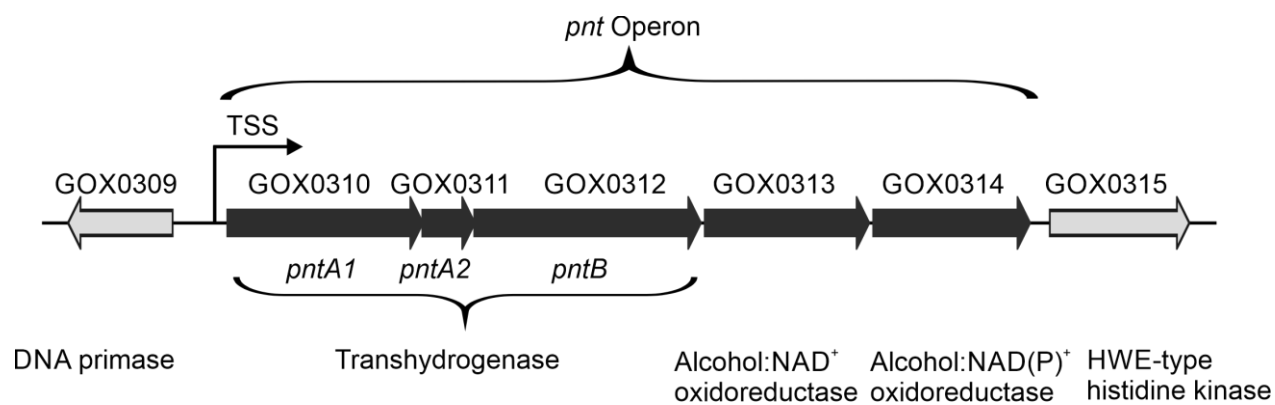 pnt Operon
TSS
GOX0309 GOX0310 GOX0311 GOX0312 GOX0313 GOX0314 GOX0315
pntA1 pntA2 pntB
DNA primase
Transhydrogenase
Alcohol:NAD⁺
oxidoreductase
Alcohol:NAD(P)⁺
oxidoreductase
HWE-type
histidine kinase